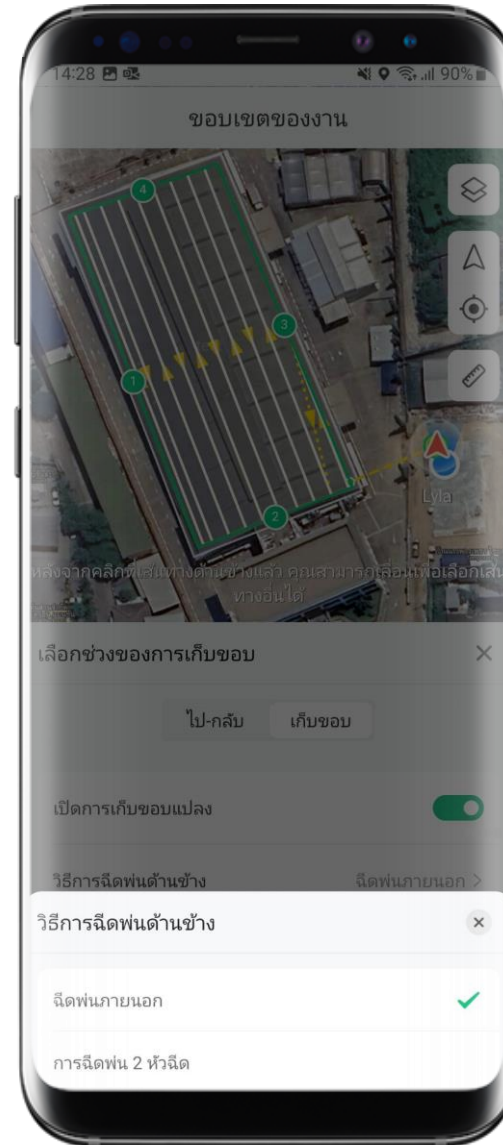 14:28
90%
ขอบเขตของงาน
4
3
1
2
Lyla
หลังจากคลิกที่เส้นทางด้านข้างแล้ว คุณสามารถเลื่อนเพื่อเลือกเส้น
ทางอื่นได้
เลือกช่วงของการเก็บขอบ
ไป-กลับ เก็บขอบ
เปิดการเก็บขอบแปลง
วิธีการฉีดพ่นด้านข้าง ฉีดพ่นภายนอก
วิธีการฉีดพ่นด้านข้าง
ฉีดพ่นภายนอก
การฉีดพ่น 2 หัวฉีด